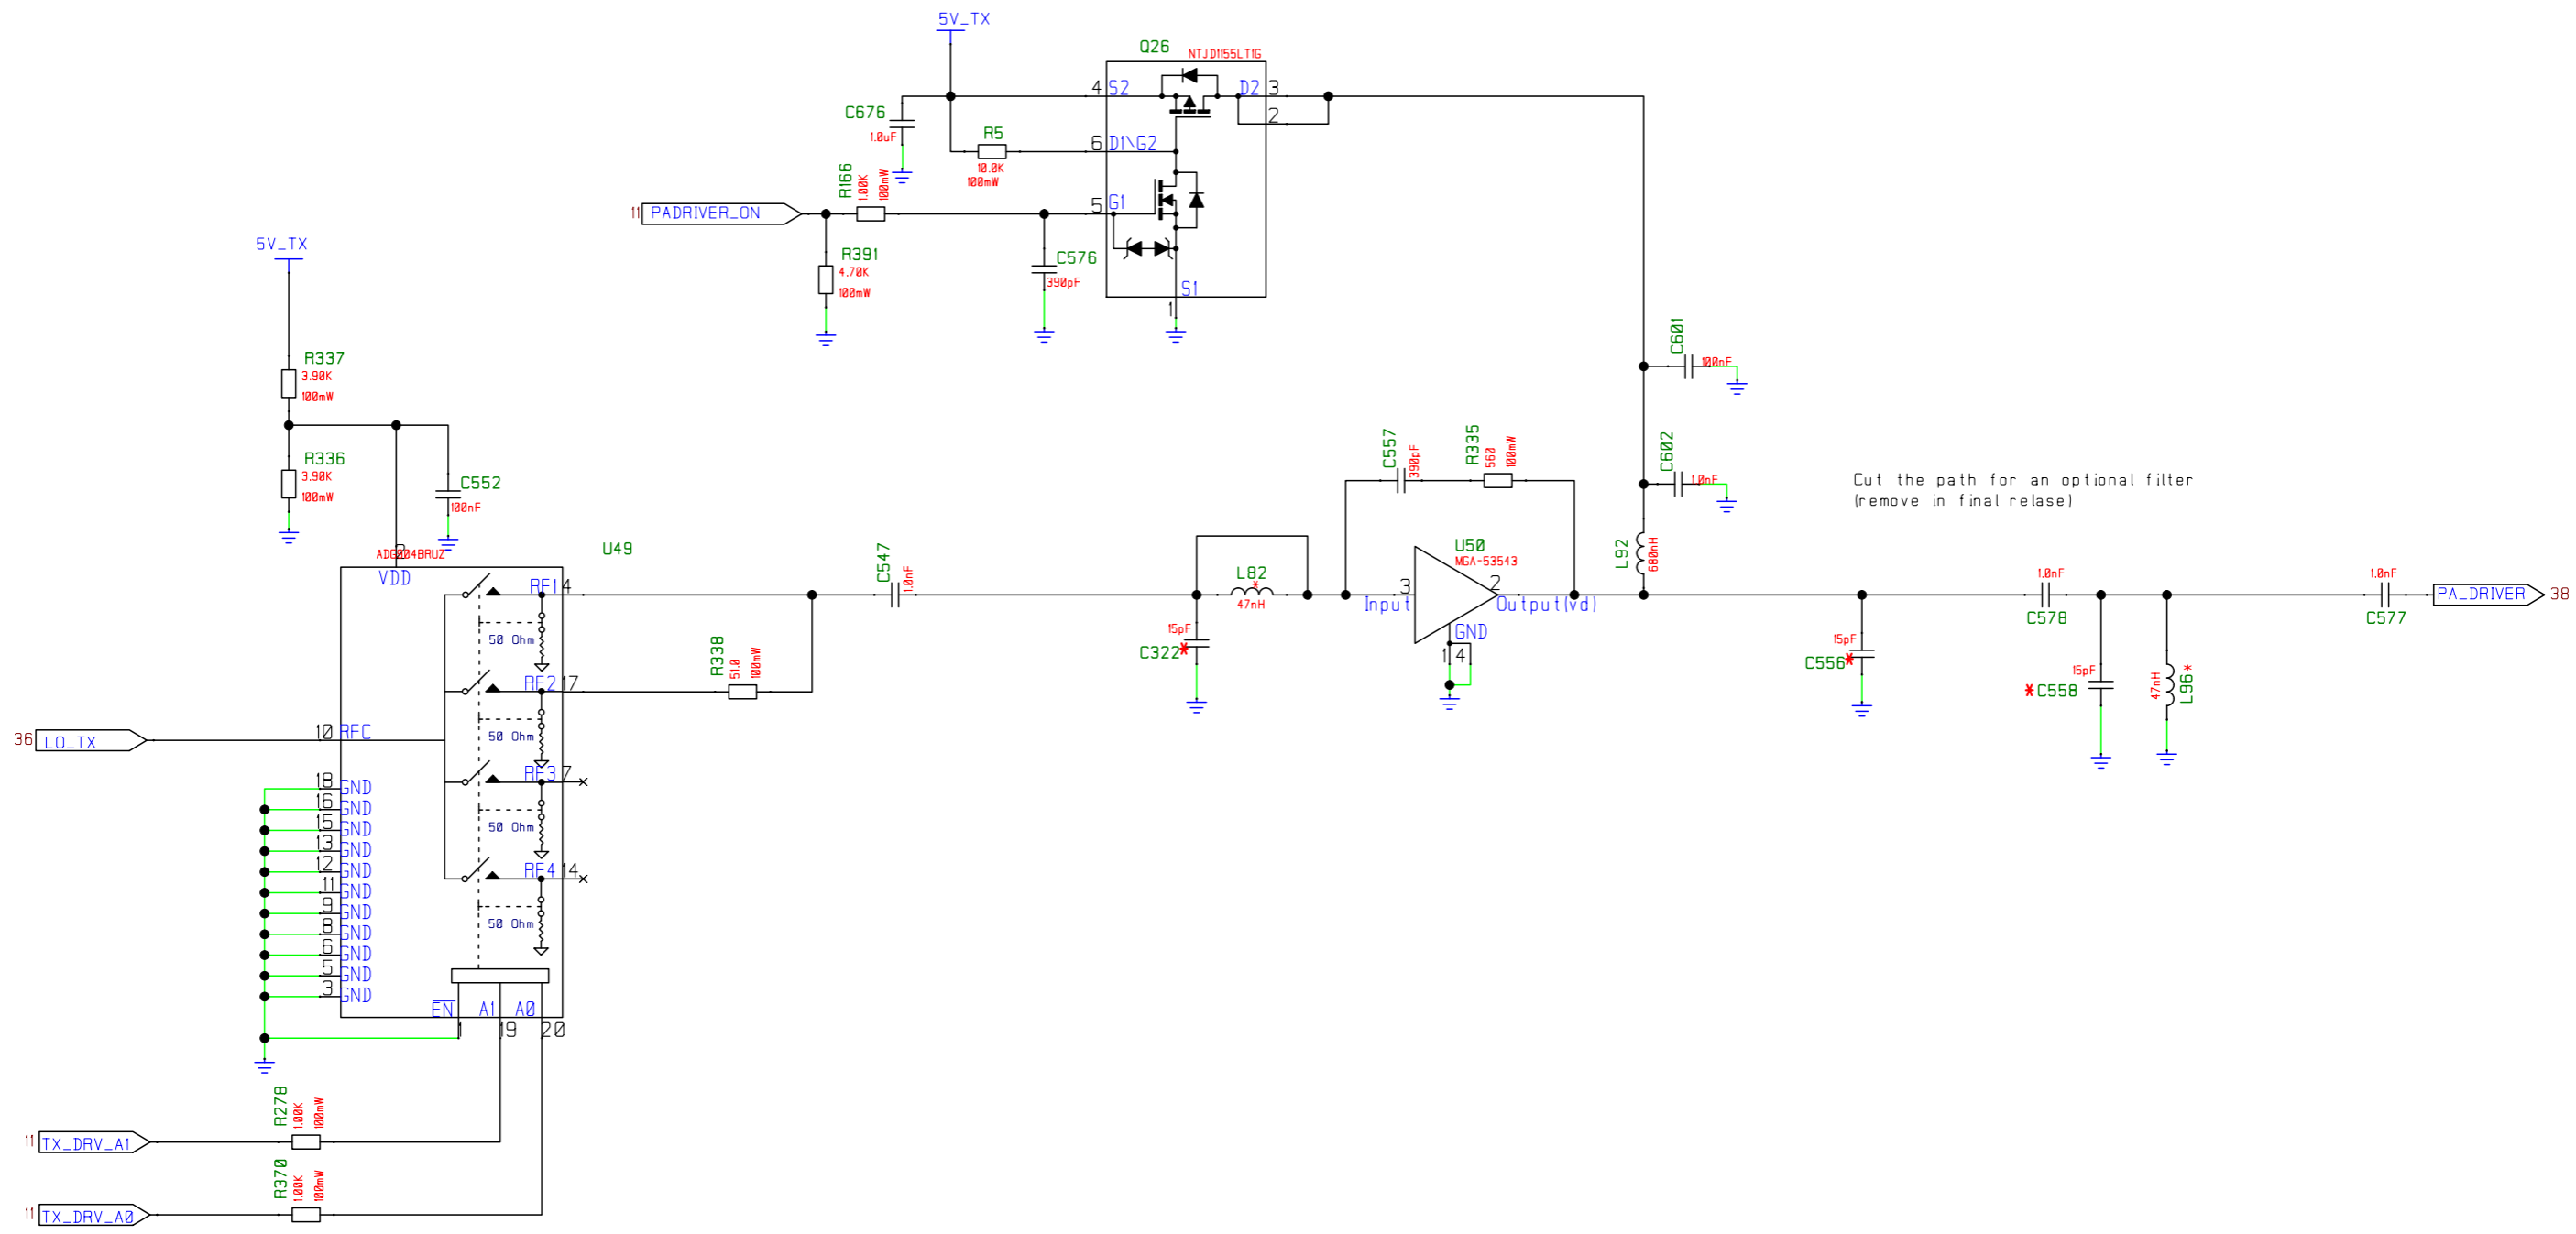 5V_TX
Q26
NTJD1155LT1G
4 S2
D2 3
2
C676
1.0uF
R5
10.0K
100mW
6 D1\G2
R166
1.00K
100mW
11 PADRIVER_ON
5 G1
R391
4.70K
100mW
C576
390pF
S1
1
5V_TX
R337
3.90K
100mW
R336
3.90K
100mW
C552
100nF
C601
100nF
C602
1.0nF
C557
390pF
R335
560
100mW
L92
680nH
Cut the path for an optional filter
(remove in final relase)
ADG904BRUZ
2
VDD
U49
RF1 4
50 Ohm
RF2 17
50 Ohm
RF3 7
50 Ohm
RF4 14
50 Ohm
C547
1.0nF
R338
51.0
100mW
L82
*
47nH
15pF
C322*
U50
MGA-53543
3
Input
2
Output(Vd)
GND
1 4
15pF
C556*
1.0nF
C578
15pF
*C558
47nH
L96*
1.0nF
C577
PA_DRIVER 38
36 LO_TX
10 RFC
18 GND
16 GND
15 GND
13 GND
12 GND
11 GND
9 GND
8 GND
6 GND
5 GND
3 GND
EN A1 A0
1 19 20
R278
1.00K
100mW
11 TX_DRV_A1
R370
1.00K
100mW
11 TX_DRV_A0